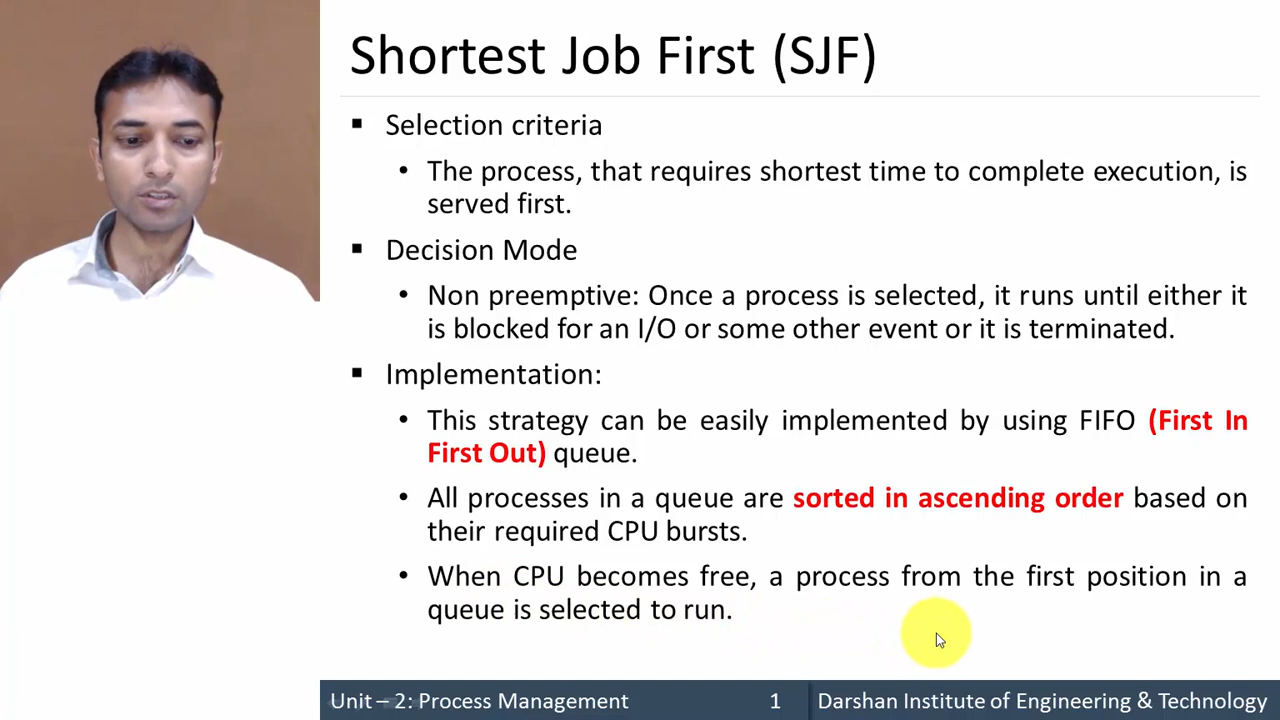 Shortest Job First (SJF)
▪ Selection criteria
• The process, that requires shortest time to complete execution, is
served first.
▪ Decision Mode
• Non preemptive: Once a process is selected, it runs until either it
is blocked for an I/O or some other event or it is terminated.
▪ Implementation:
• This strategy can be easily implemented by using FIFO (First In
First Out) queue.
• All processes in a queue are sorted in ascending order based on
their required CPU bursts.
• When CPU becomes free, a process from the first position in a
queue is selected to run.
Unit – 2: Process Management 1 Darshan Institute of Engineering & Technology